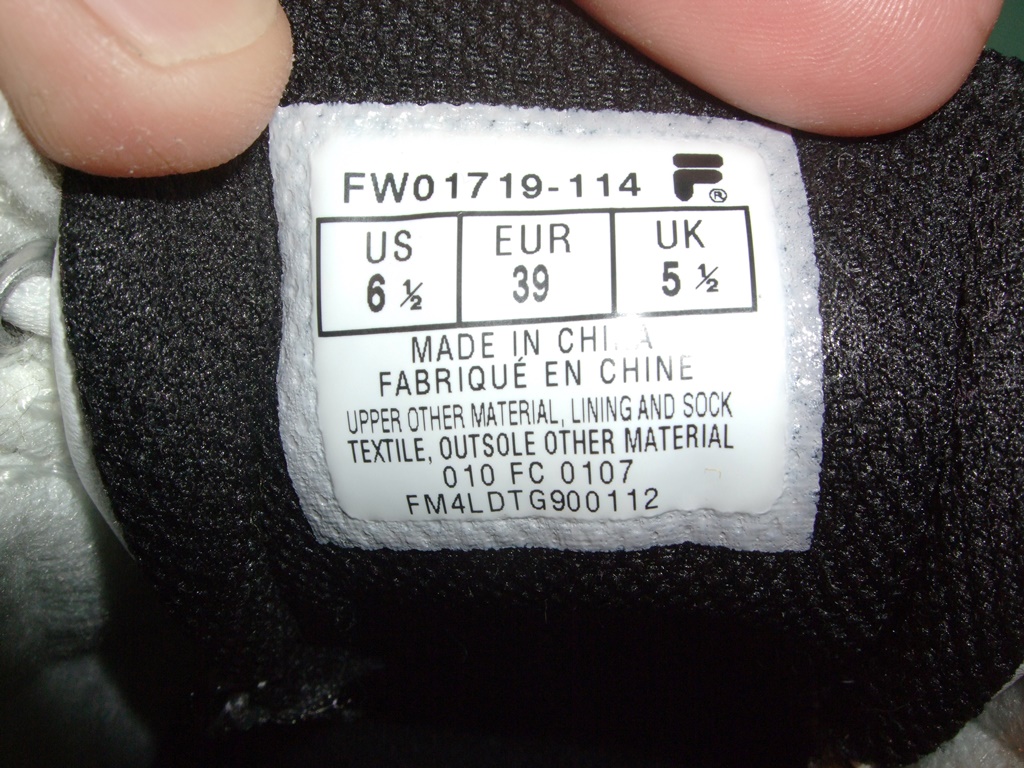 FW01719-114 F®
US EUR UK
6 ½ 39 5 ½
MADE IN CHINA
FABRIQUÉ EN CHINE
UPPER OTHER MATERIAL, LINING AND SOCK
TEXTILE, OUTSOLE OTHER MATERIAL
010 FC 0107
FM4LDTG900112